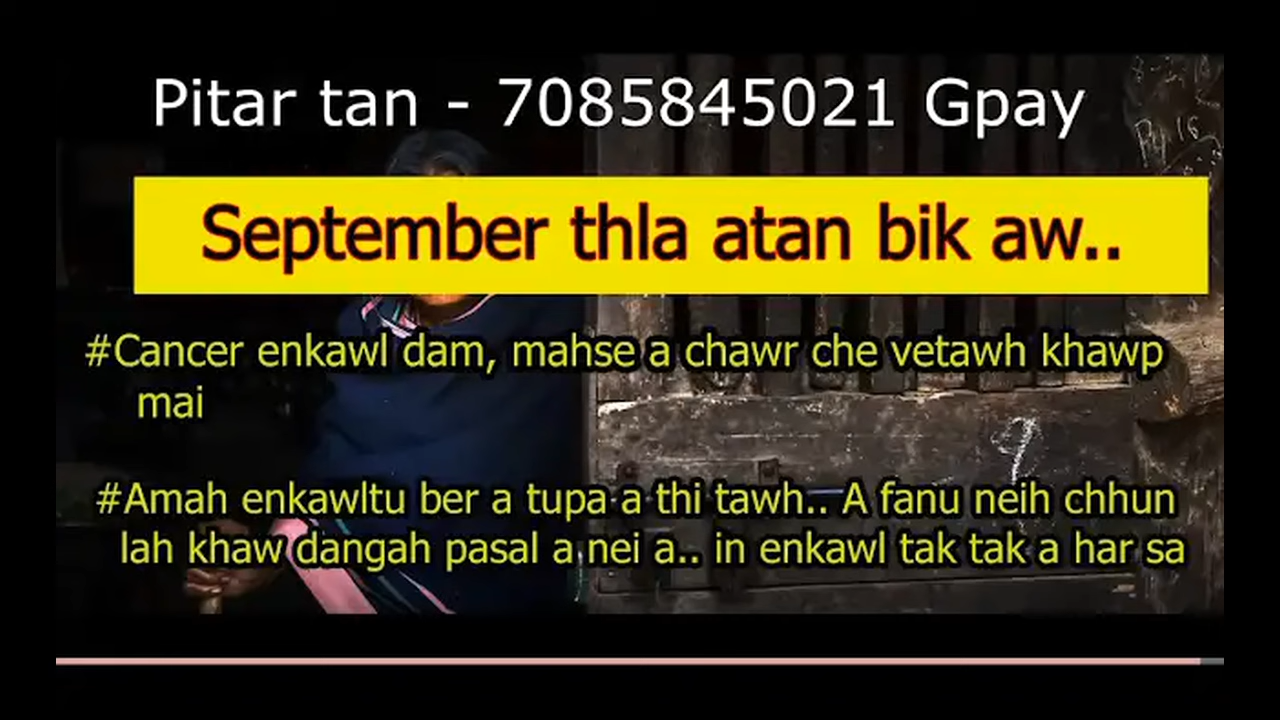 Pitar tan - 7085845021 Gpay
September thla atan bik aw..
#Cancer enkawl dam, mahse a chawr che vetawh khawp
mai
#Amah enkawltu ber a tupa a thi tawh.. A fanu neih chhun
lah khaw dangah pasal a nei a.. in enkawl tak tak a har sa
9